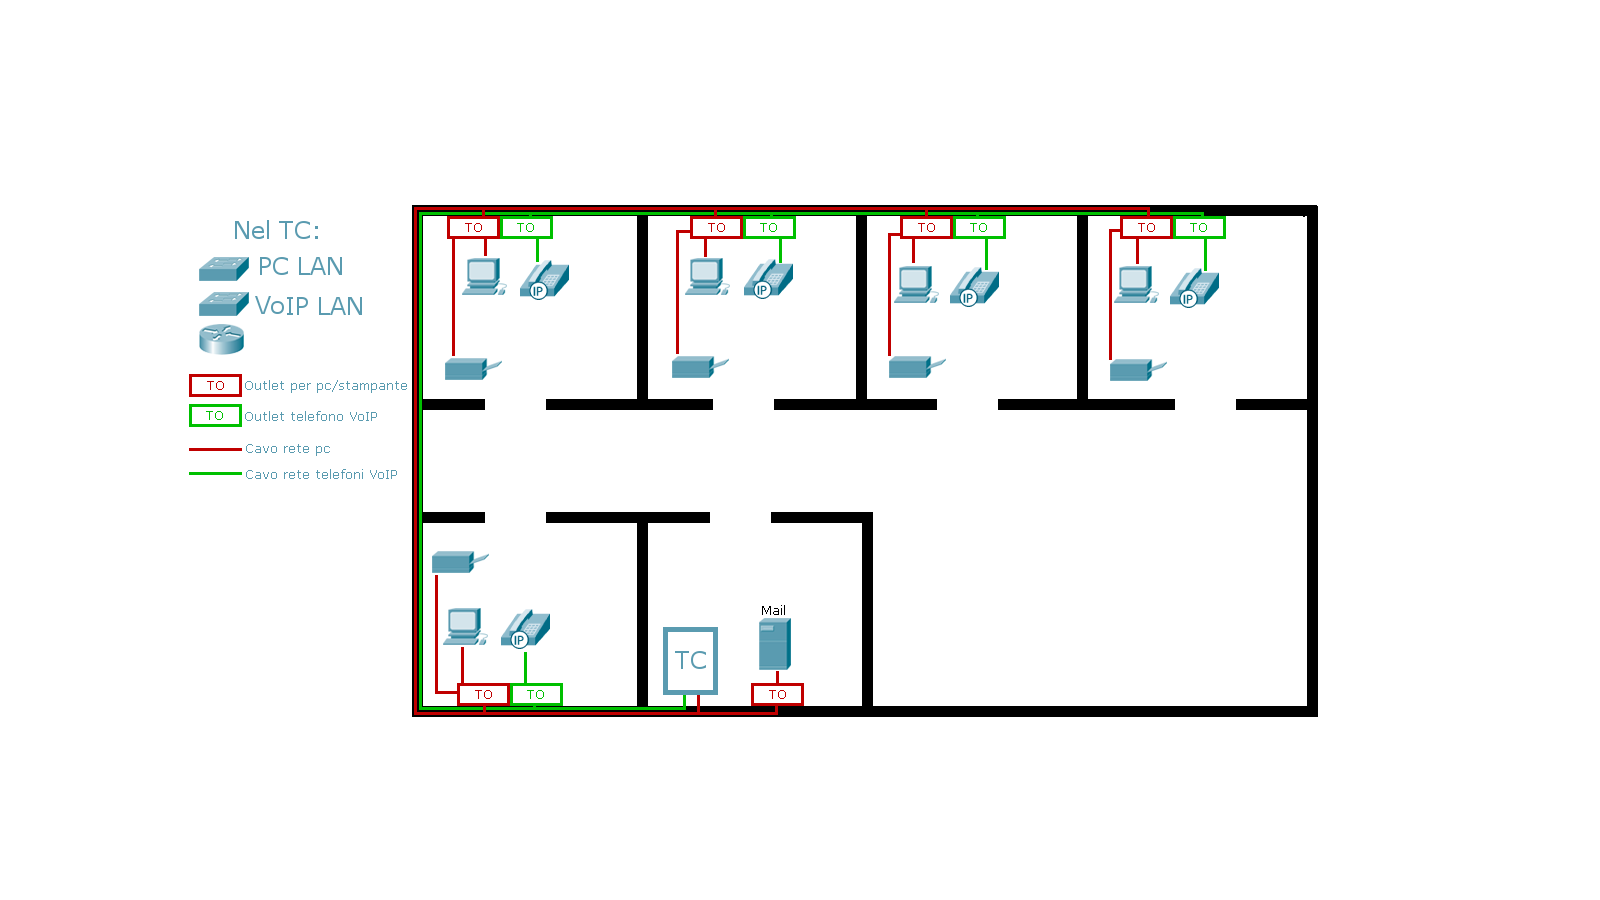 Nel TC:
PC LAN
VoIP LAN
TO Outlet per pc/stampante
TO Outlet telefono VoIP
Cavo rete pc
Cavo rete telefoni VoIP
TO TO TO TO TO TO TO TO
IP IP IP IP
Mail
IP
TC
TO TO TO